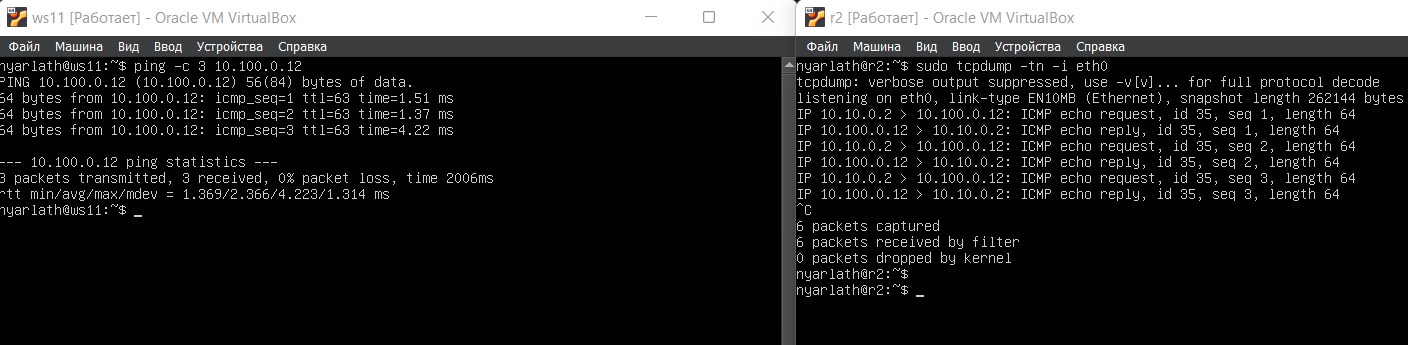 ws11 [Работает] - Oracle VM VirtualBox
Файл Машина Вид Ввод Устройства Справка
nyarlath@ws11:~$ ping -c 3 10.100.0.12
PING 10.100.0.12 (10.100.0.12) 56(84) bytes of data.
64 bytes from 10.100.0.12: icmp_seq=1 ttl=63 time=1.51 ms
64 bytes from 10.100.0.12: icmp_seq=2 ttl=63 time=1.37 ms
64 bytes from 10.100.0.12: icmp_seq=3 ttl=63 time=4.22 ms
--- 10.100.0.12 ping statistics ---
3 packets transmitted, 3 received, 0% packet loss, time 2006ms
rtt min/avg/max/mdev = 1.369/2.366/4.223/1.314 ms
nyarlath@ws11:~$ _
r2 [Работает] - Oracle VM VirtualBox
Файл Машина Вид Ввод Устройства Справка
nyarlath@r2:~$ sudo tcpdump -tn -i eth0
tcpdump: verbose output suppressed, use -v[v]... for full protocol decode
listening on eth0, link-type EN10MB (Ethernet), snapshot length 262144 bytes
IP 10.10.0.2 > 10.100.0.12: ICMP echo request, id 35, seq 1, length 64
IP 10.100.0.12 > 10.10.0.2: ICMP echo reply, id 35, seq 1, length 64
IP 10.10.0.2 > 10.100.0.12: ICMP echo request, id 35, seq 2, length 64
IP 10.100.0.12 > 10.10.0.2: ICMP echo reply, id 35, seq 2, length 64
IP 10.10.0.2 > 10.100.0.12: ICMP echo request, id 35, seq 3, length 64
IP 10.100.0.12 > 10.10.0.2: ICMP echo reply, id 35, seq 3, length 64
^C
6 packets captured
6 packets received by filter
0 packets dropped by kernel
nyarlath@r2:~$
nyarlath@r2:~$ _